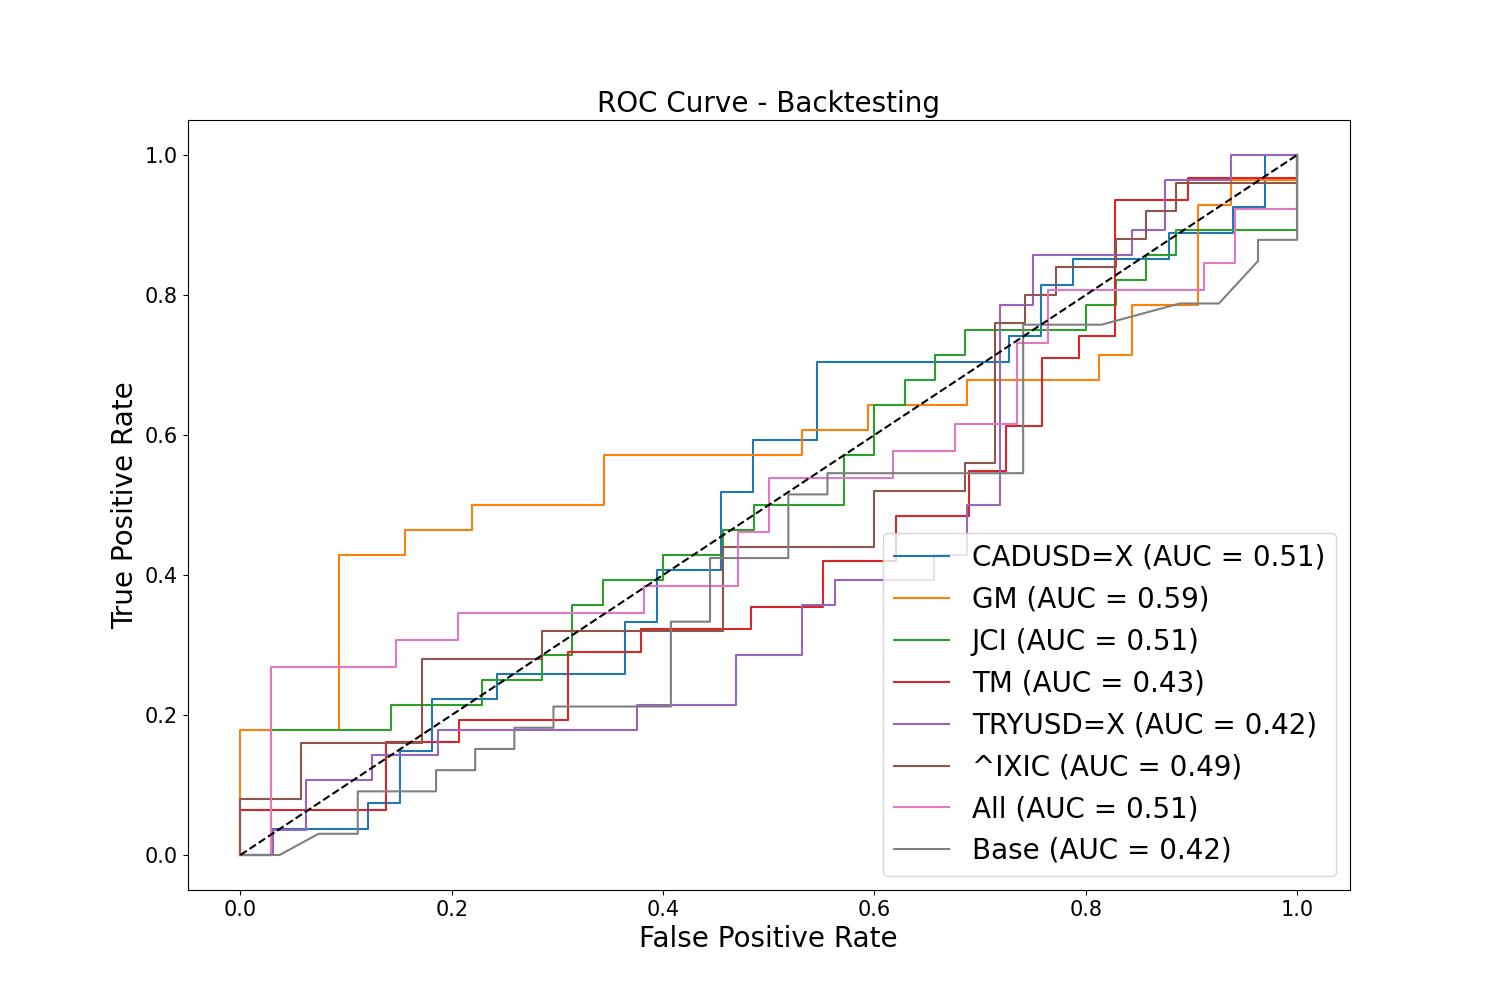 ROC Curve - Backtesting
True Positive Rate
1.0
0.8
0.6
0.4
0.2
0.0
CADUSD=X (AUC = 0.51)
GM (AUC = 0.59)
JCI (AUC = 0.51)
TM (AUC = 0.43)
TRYUSD=X (AUC = 0.42)
^IXIC (AUC = 0.49)
All (AUC = 0.51)
Base (AUC = 0.42)
0.0 0.2 0.4 0.6 0.8 1.0
False Positive Rate